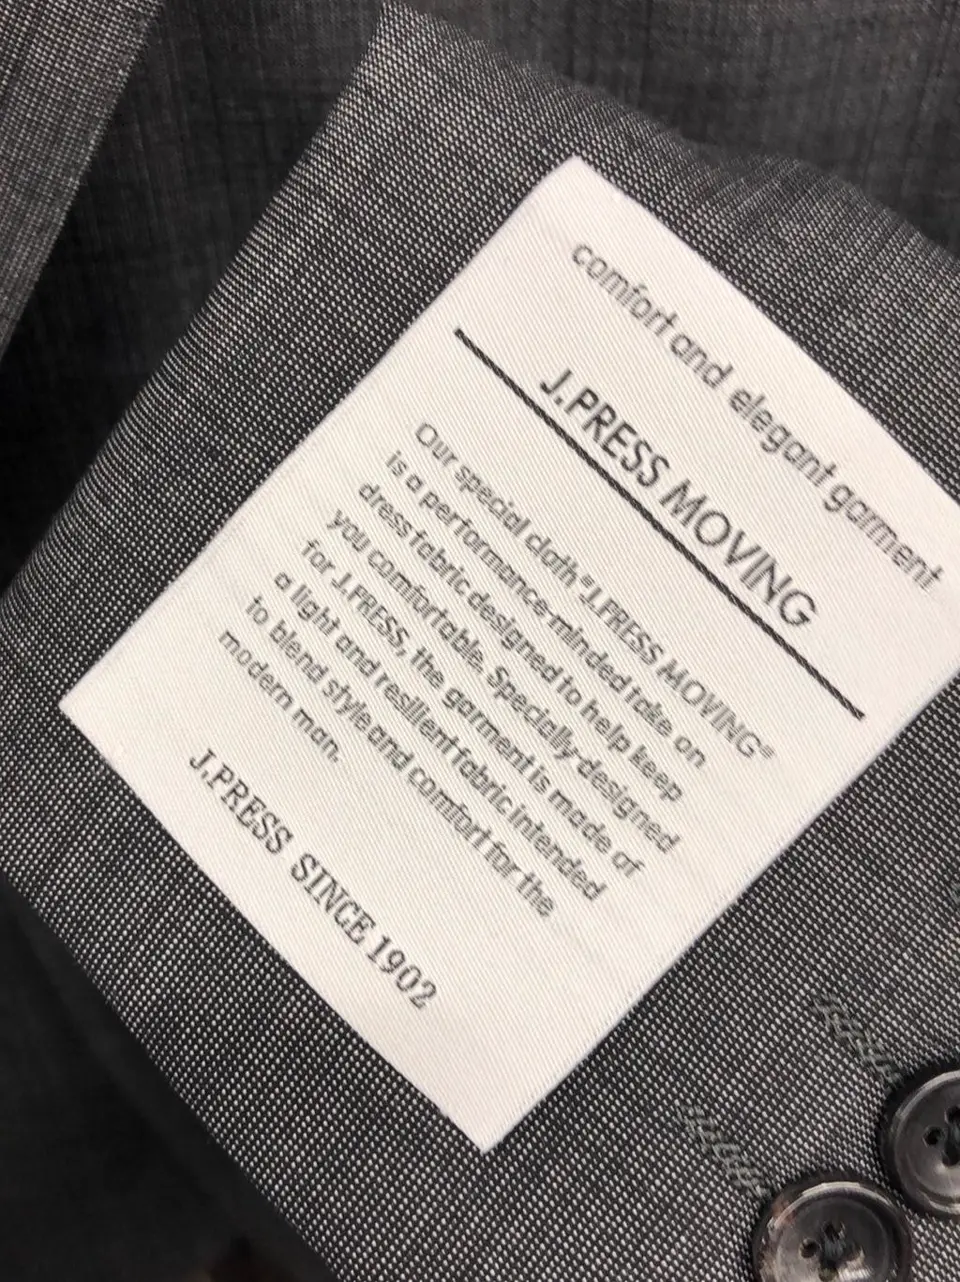 comfort and elegant garment
J.PRESS MOVING
Our special cloth "J.PRESS MOVING"
is a performance-minded take on
dress fabric designed to help keep
you comfortable. Specially-designed
for J.PRESS, the garment is made of
a light and resilient fabric intended
to blend style and comfort for the
modern man.
J.PRESS SINCE 1902